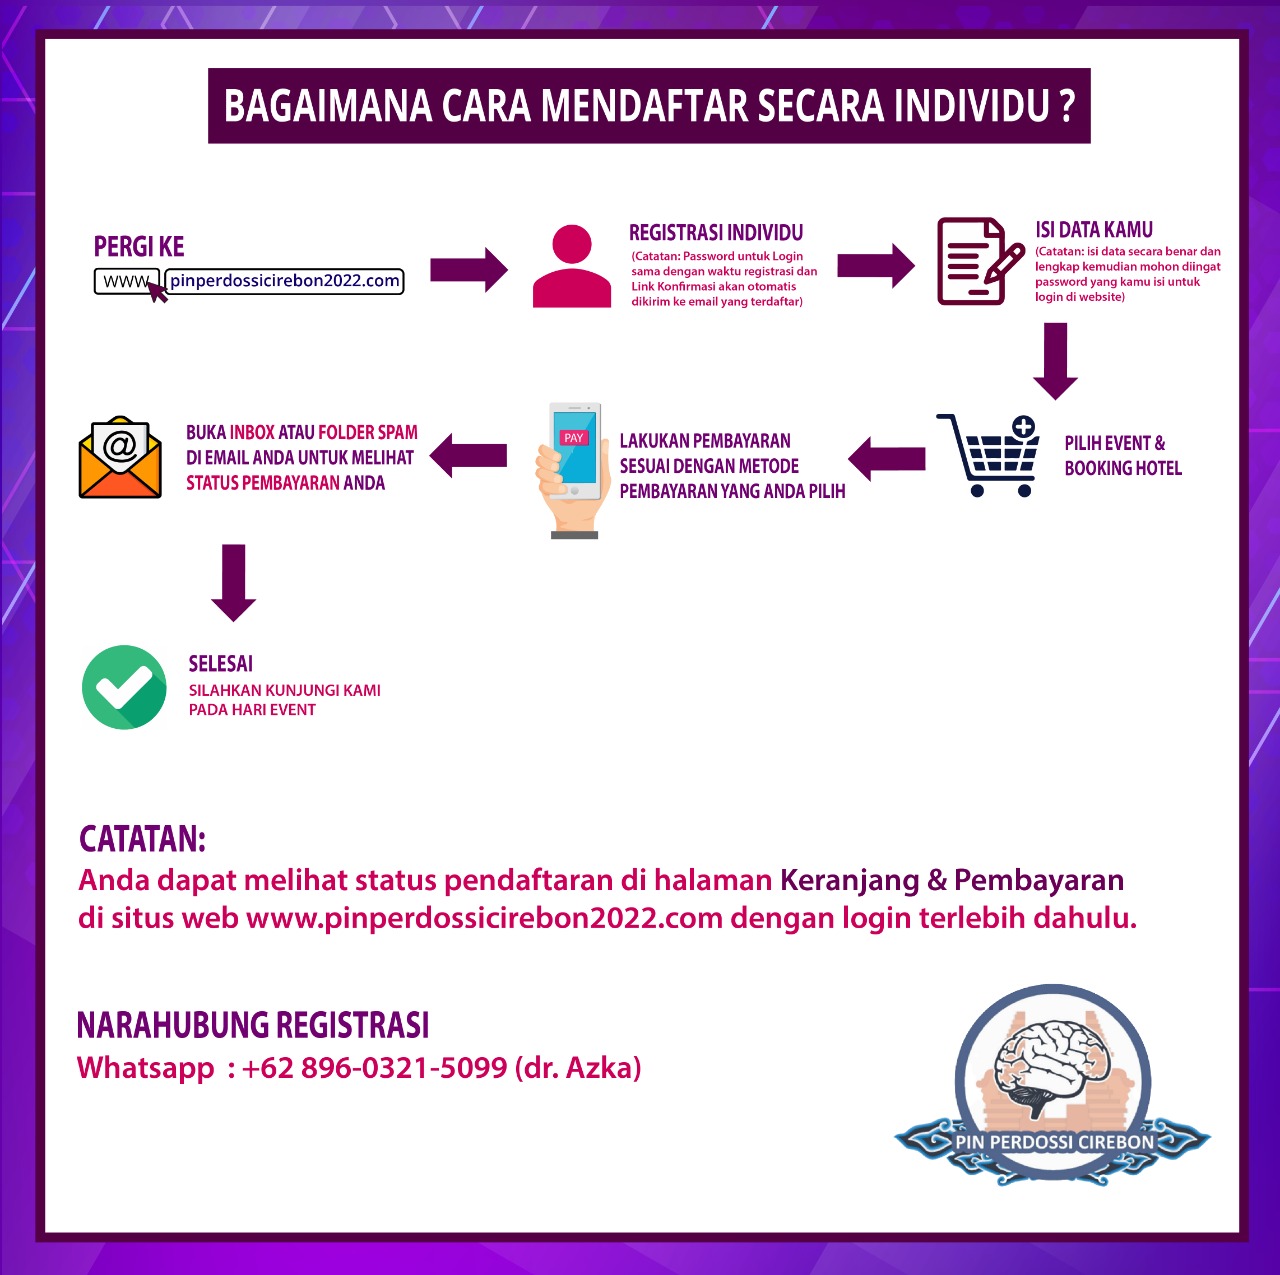 BAGAIMANA CARA MENDAFTAR SECARA INDIVIDU ?
PERGI KE
WWW. pinperdossicirebon2022.com
REGISTRASI INDIVIDU
(Catatan: Password untuk Login
sama dengan waktu registrasi dan
Link Konfirmasi akan otomatis
dikirim ke email yang terdaftar)
ISI DATA KAMU
(Catatan: isi data secara benar dan
lengkap kemudian mohon diingat
password yang kamu isi untuk
login di website)
PILIH EVENT &
BOOKING HOTEL
PAY
LAKUKAN PEMBAYARAN
SESUAI DENGAN METODE
PEMBAYARAN YANG ANDA PILIH
@
BUKA INBOX ATAU FOLDER SPAM
DI EMAIL ANDA UNTUK MELIHAT
STATUS PEMBAYARAN ANDA
SELESAI
SILAHKAN KUNJUNGI KAMI
PADA HARI EVENT
CATATAN:
Anda dapat melihat status pendaftaran di halaman Keranjang & Pembayaran
di situs web www.pinperdossicirebon2022.com dengan login terlebih dahulu.
NARAHUBUNG REGISTRASI
Whatsapp : +62 896-0321-5099 (dr. Azka)
PIN PERDOSSI CIREBON